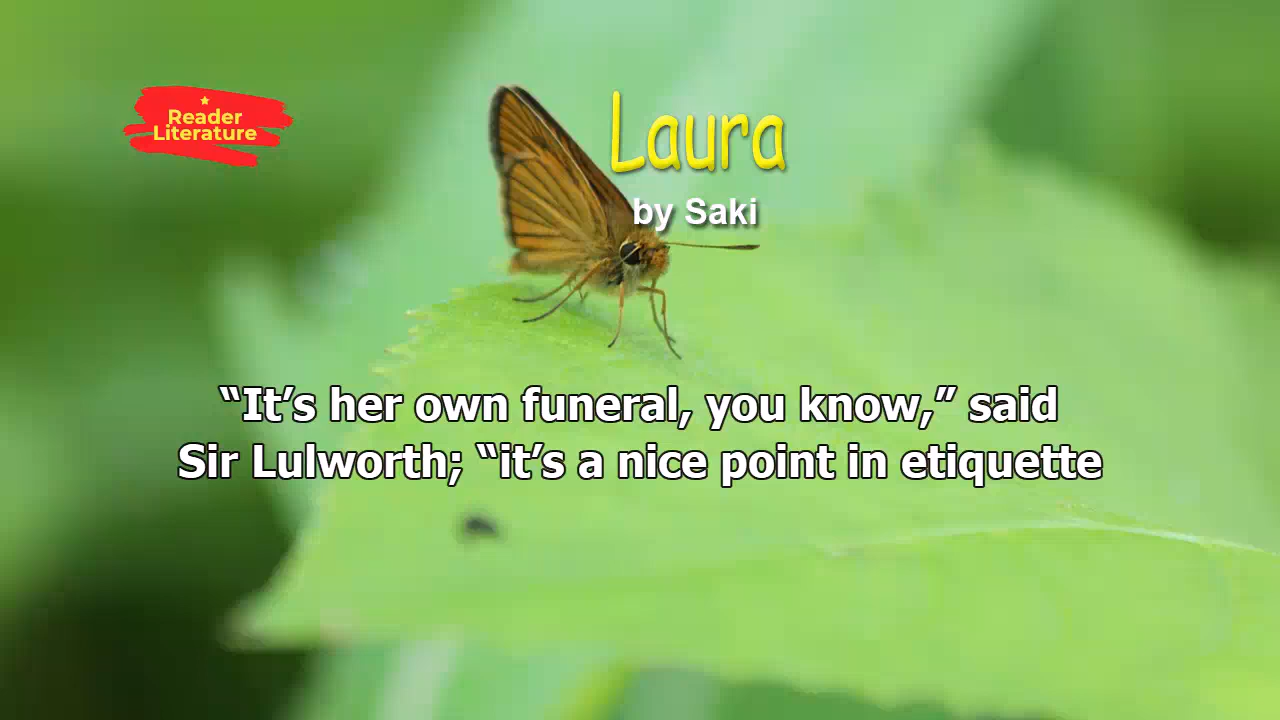 Reader
Literature
Laura
by Saki
“It’s her own funeral, you know,” said
Sir Lulworth; “it’s a nice point in etiquette